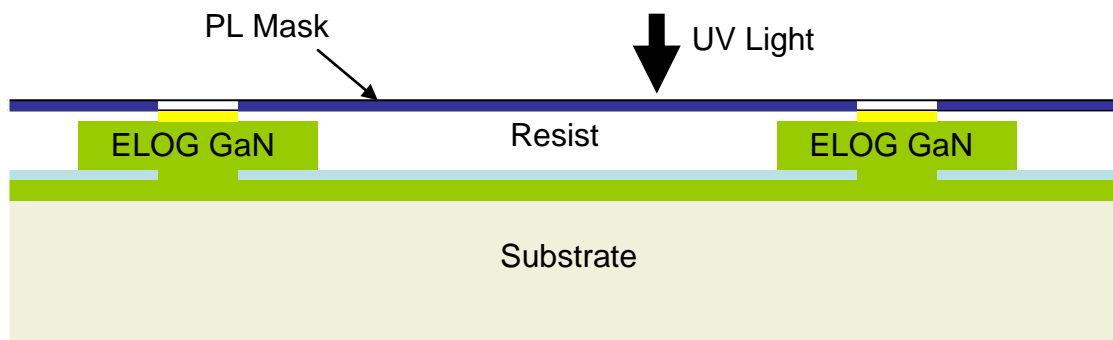 PL Mask
UV Light
ELOG GaN
Resist
ELOG GaN
Substrate